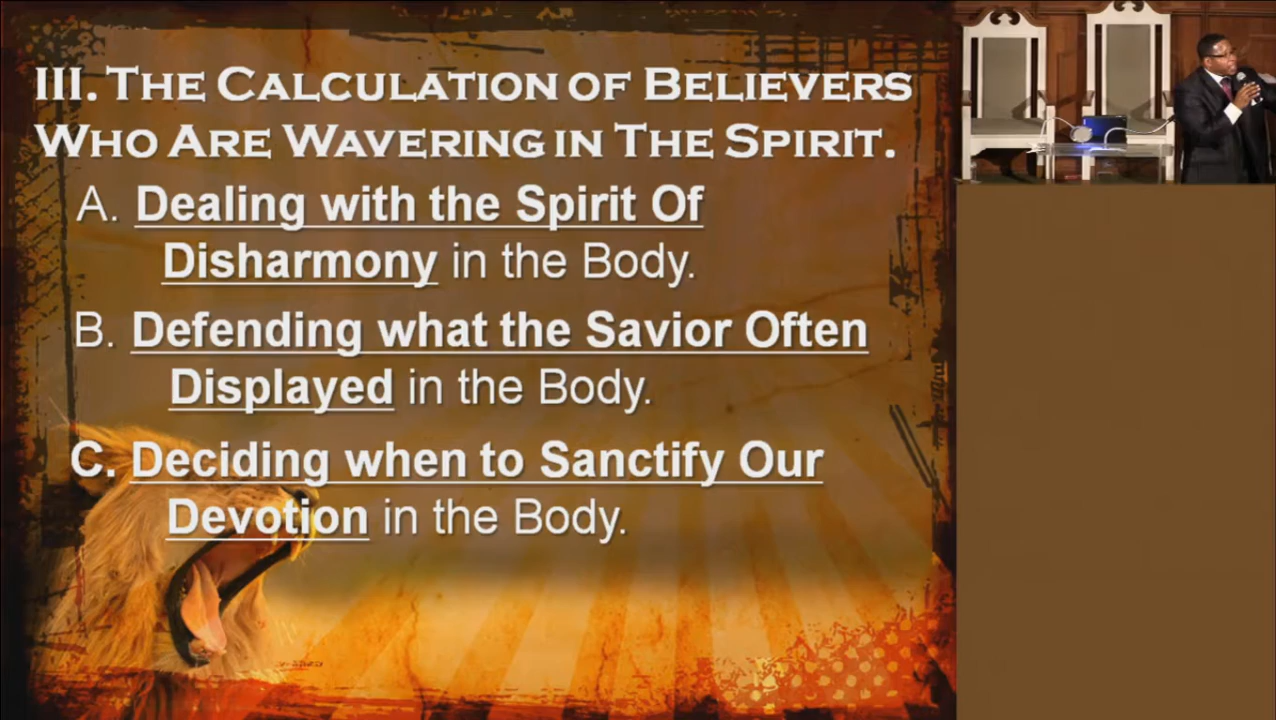 III. THE CALCULATION OF BELIEVERS
WHO ARE WAVERING IN THE SPIRIT.
A. Dealing with the Spirit Of
Disharmony in the Body.
B. Defending what the Savior Often
Displayed in the Body.
C. Deciding when to Sanctify Our
Devotion in the Body.